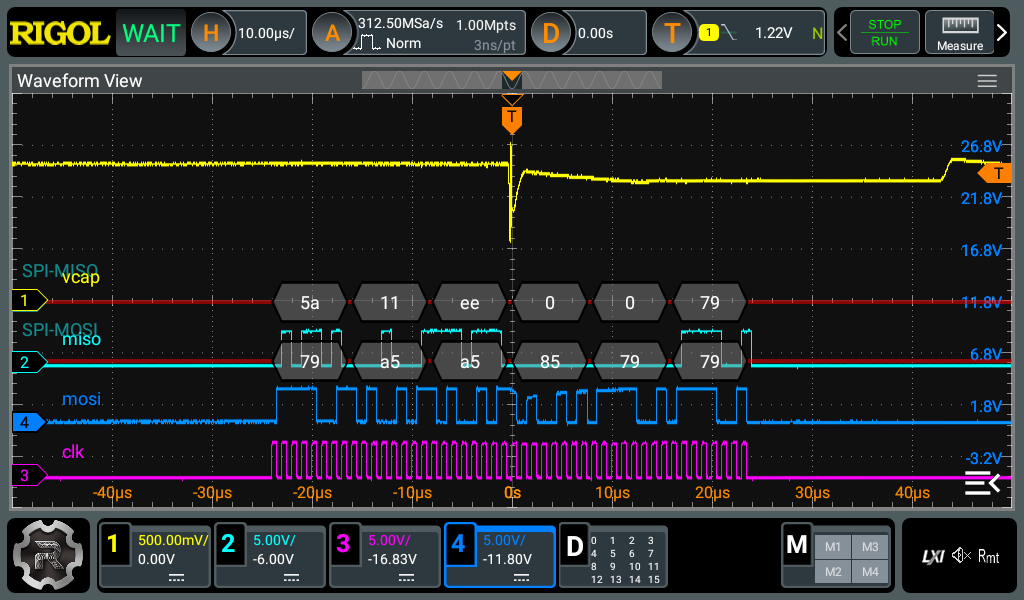 RIGOL WAIT H 10.00µs/ A 312.50MSa/s 1.00Mpts D 0.00s T 1 1.22V N STOP
Norm 3ns/pt RUN Measure
Waveform View
T
26.8V
T
21.8V
16.8V
SPI-MISO
vcap
1 5a 11 ee 0 0 79 11.8V
SPI-MOSI
miso
2 79 a5 a5 85 79 79 6.8V
mosi
1.8V
4
clk
-3.2V
3
-40µs -30µs -20µs -10µs 0s 10µs 20µs 30µs 40µs
R
1 500.00mV/ 0.00V
2 5.00V/ -6.00V
3 5.00V/ -16.83V
4 5.00V/ -11.80V
D 0 1 2 3
4 5 6 7
8 9 10 11
12 13 14 15
M M1 M3
M2 M4
LXI Rmt